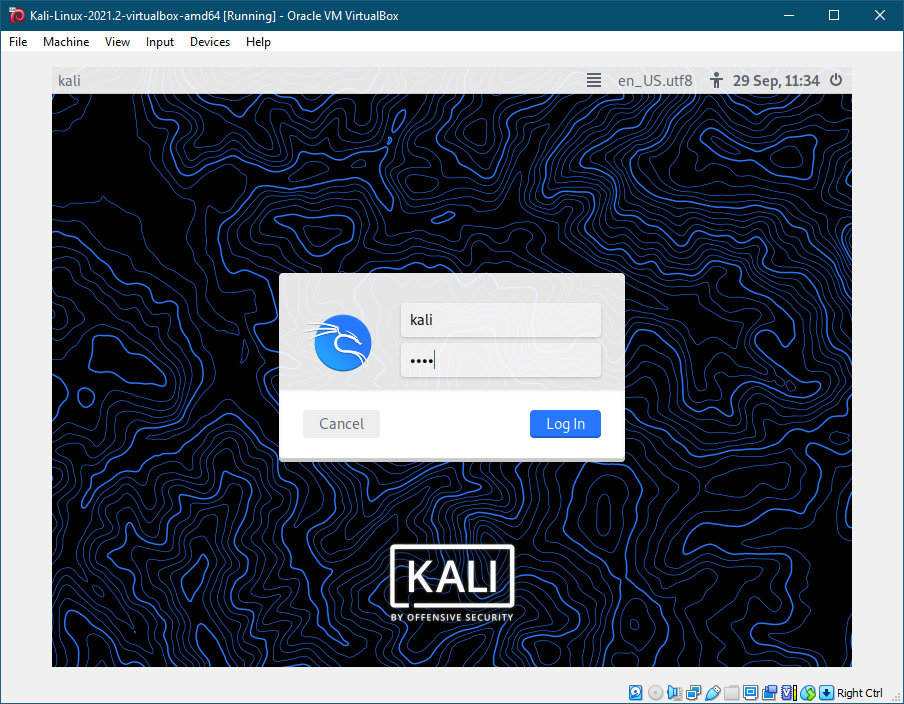 Kali-Linux-2021.2-virtualbox-amd64 [Running] - Oracle VM VirtualBox
File Machine View Input Devices Help
kali en_US.utf8 29 Sep, 11:34
kali
••••
Cancel Log In
KALI
BY OFFENSIVE SECURITY
Right Ctrl